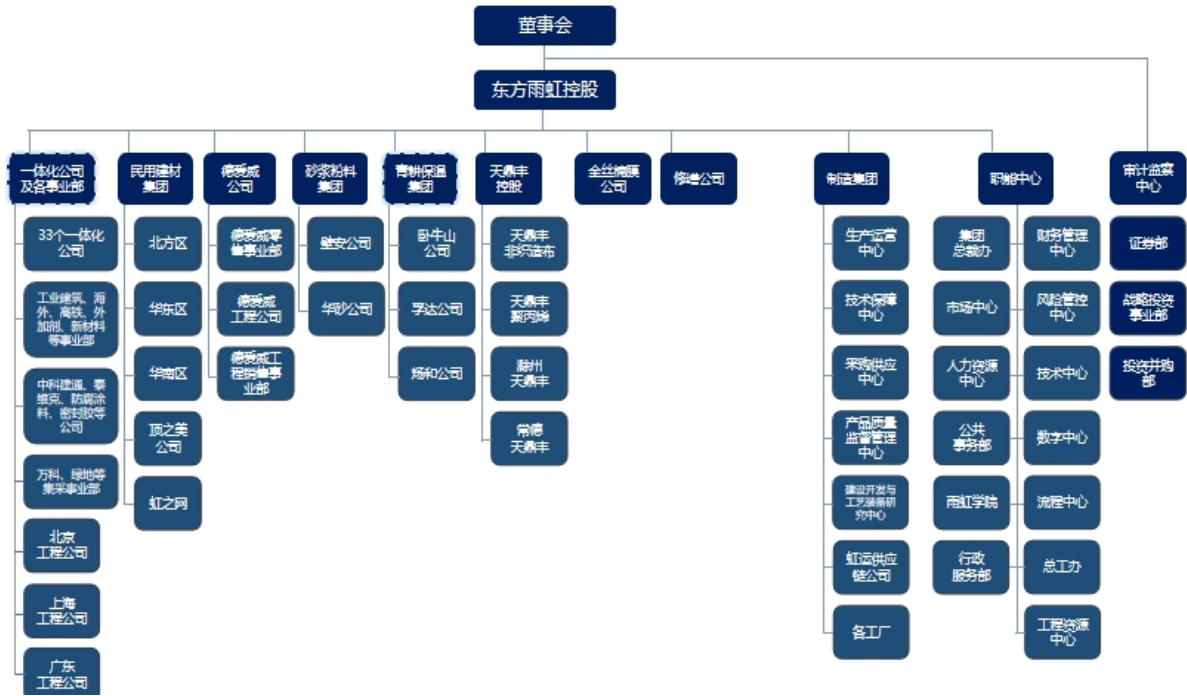 董事会
东方雨虹控股
一体化公司
及各事业部
民用建材
集团
德爱威
公司
砂浆粉料
集团
青耕保温
集团
天鼎丰
控股
全丝楠膜
公司
修缮公司
制造集团
职能中心
审计监察
中心
33个一体化
公司
工业建筑、海
外、高铁、外
加剂、新材料
等事业部
中科建通、泰
维克、防腐涂
料、密封胶等
公司
万科、绿地等
集采事业部
北京
工程公司
上海
工程公司
广东
工程公司
北方区
华东区
华南区
顶之美
公司
虹之网
德爱威零
售事业部
德爱威
工程公司
德爱威工
程销售事
业部
壁安公司
华砂公司
卧牛山
公司
孚达公司
炀和公司
天鼎丰
非织造布
天鼎丰
聚丙烯
滁州
天鼎丰
常德
天鼎丰
生产运营
中心
技术保障
中心
采购供应
中心
产品质量
监督管理
中心
建设开发与
工艺装备研
究中心
虹运供应
链公司
各工厂
集团
总裁办
市场中心
人力资源
中心
公共
事务部
雨虹学院
行政
服务部
财务管理
中心
风险管控
中心
技术中心
数字中心
流程中心
总工办
工程资源
中心
证券部
战略投资
事业部
投资并购
部